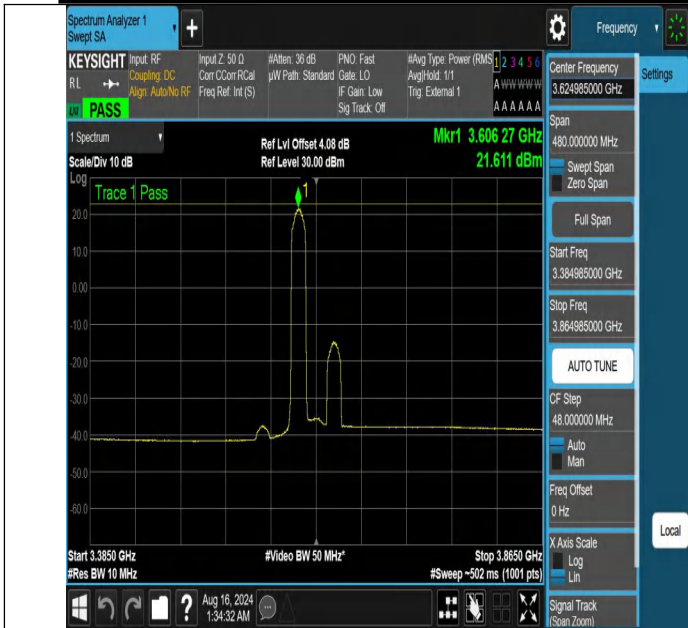 Spectrum Analyzer 1
Swept SA
+
Frequency
KEYSIGHT
RL
PASS
Input: RF
Coupling: DC
Align: Auto/No RF
Input Z: 50 Ω
Corr CCorr RCal
Freq Ref: Int (S)
#Atten: 36 dB
µW Path: Standard
PNO: Fast
Gate: LO
IF Gain: Low
Sig Track: Off
#Avg Type: Power (RMS
Avg|Hold: 1/1
Trig: External 1
1 2 3 4 5 6
A W W W W W
A A A A A A
1 Spectrum
Scale/Div 10 dB
Ref Lvl Offset 4.08 dB
Ref Level 30.00 dBm
Mkr1 3.606 27 GHz
21.611 dBm
Log
Trace 1 Pass
1
20.0
10.0
0.00
-10.0
-20.0
-30.0
-40.0
-50.0
-60.0
Start 3.3850 GHz
#Res BW 10 MHz
#Video BW 50 MHz*
Stop 3.8650 GHz
#Sweep ~502 ms (1001 pts)
Center Frequency
3.624985000 GHz
Settings
Span
480.000000 MHz
Swept Span
Zero Span
Full Span
Start Freq
3.384985000 GHz
Stop Freq
3.864985000 GHz
AUTO TUNE
CF Step
48.000000 MHz
Auto
Man
Freq Offset
0 Hz
Local
X Axis Scale
Log
Lin
Signal Track
(Span Zoom)
?
Aug 16, 2024
1:34:32 AM